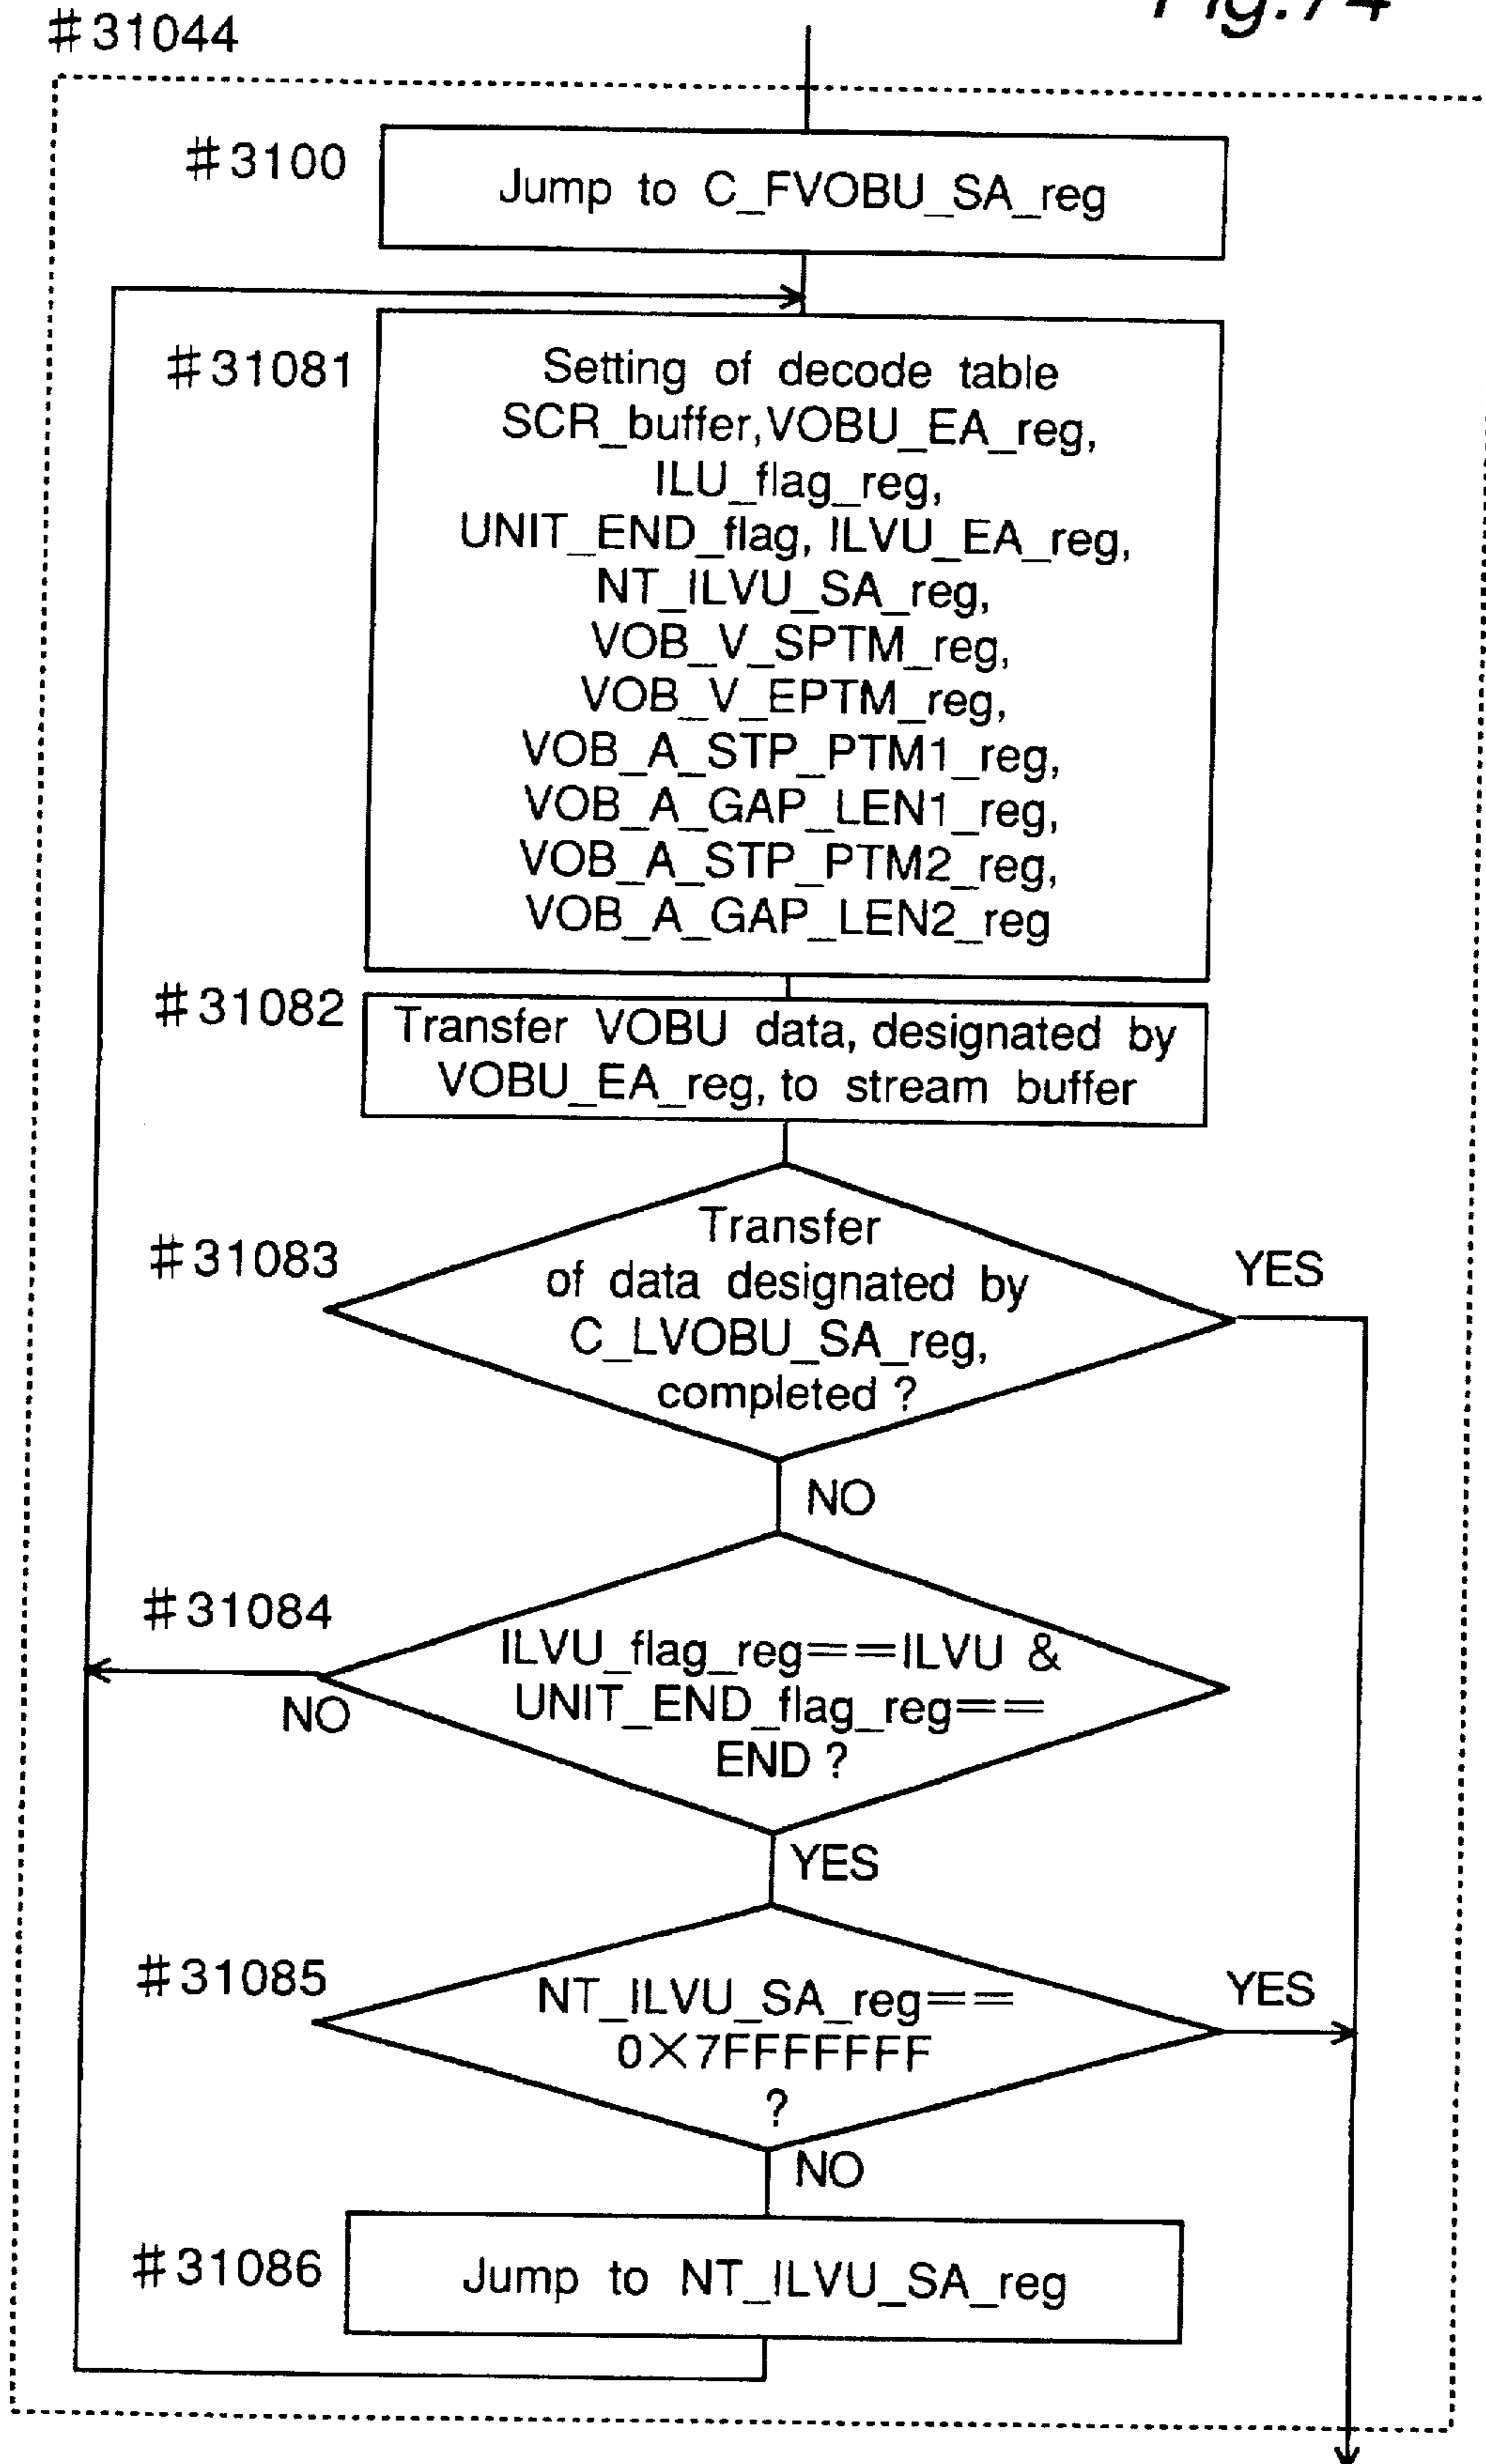 Fig.74
#31044
#3100
Jump to C_FVOBU_SA_reg
#31081
Setting of decode table
SCR_buffer,VOBU_EA_reg,
ILU_flag_reg,
UNIT_END_flag, ILVU_EA_reg,
NT_ILVU_SA_reg,
VOB_V_SPTM_reg,
VOB_V_EPTM_reg,
VOB_A_STP_PTM1_reg,
VOB_A_GAP_LEN1_reg,
VOB_A_STP_PTM2_reg,
VOB_A_GAP_LEN2_reg
#31082
Transfer VOBU data, designated by
VOBU_EA_reg, to stream buffer
#31083
Transfer
of data designated by
C_LVOBU_SA_reg,
completed ?
YES
NO
#31084
ILVU_flag_reg==ILVU &
UNIT_END_flag_reg==
END ?
NO
YES
#31085
NT_ILVU_SA_reg==
0X7FFFFFFF
?
YES
NO
#31086
Jump to NT_ILVU_SA_reg